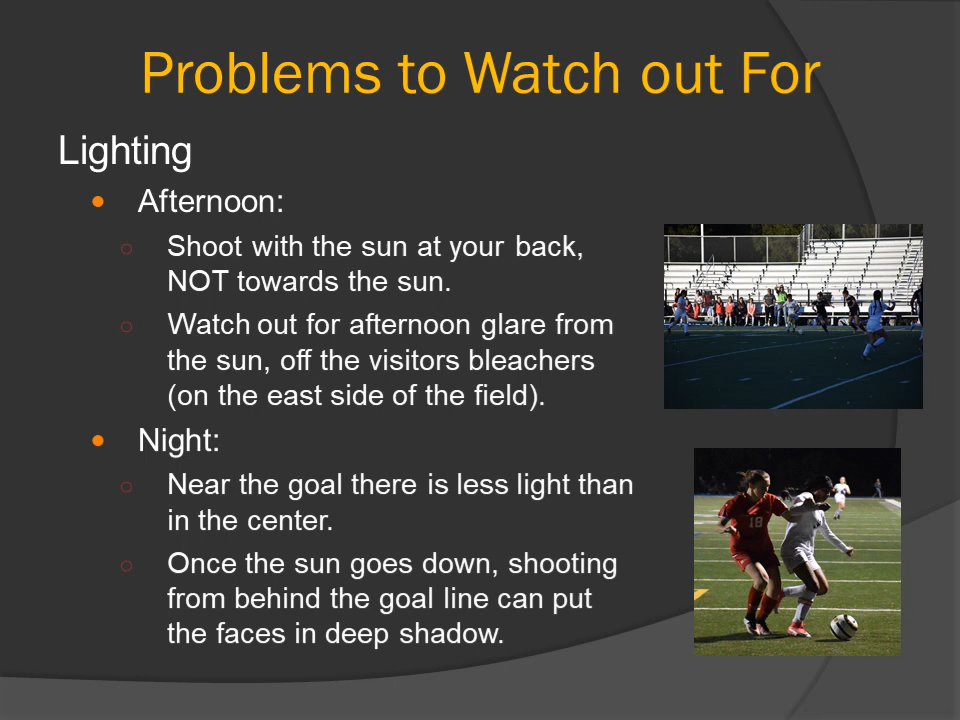 Problems to Watch out For
Lighting
Afternoon:
Shoot with the sun at your back,
NOT towards the sun.
Watch out for afternoon glare from
the sun, off the visitors bleachers
(on the east side of the field).
Night:
Near the goal there is less light than
in the center.
Once the sun goes down, shooting
from behind the goal line can put
the faces in deep shadow.
18